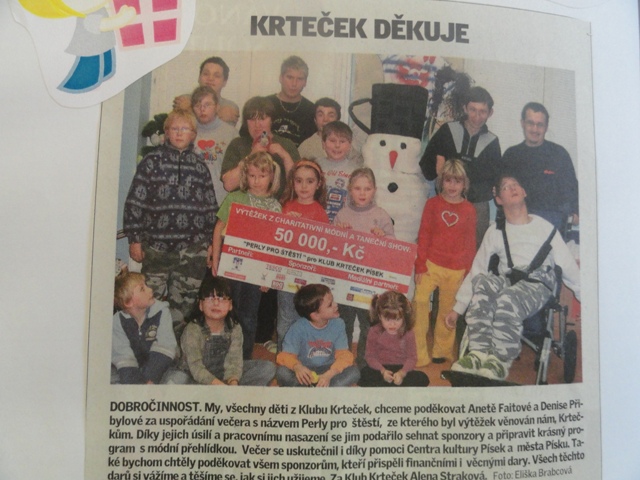 KRTEČEK DĚKUJE
VÝTĚŽEK Z CHARITATIVNÍ MÓDNÍ A TANEČNÍ SHOW:
50 000,- Kč
"PERLY PRO ŠTĚSTÍ" pro KLUB KRTEČEK PÍSEK
Partneři:
Sponzoři:
Mediální partneři:
DOBROČINNOST. My, všechny děti z Klubu Krteček, chceme poděkovat Anetě Faitové a Denise Při-
bylové za uspořádání večera s názvem Perly pro štěstí, ze kterého byl výtěžek věnován nám, Krteč-
kům. Díky jejich úsilí a pracovnímu nasazení se jim podařilo sehnat sponzory a připravit krásný pro-
gram s módní přehlídkou. Večer se uskutečnil i díky pomoci Centra kultury Písek a města Písku. Ta-
ké bychom chtěly poděkovat všem sponzorům, kteří přispěli finančními i věcnými dary. Všech těchto
darů si vážíme a těšíme se, jak si jich užijeme. Za Klub Krteček Alena Straková. Foto: Eliška Brabcová